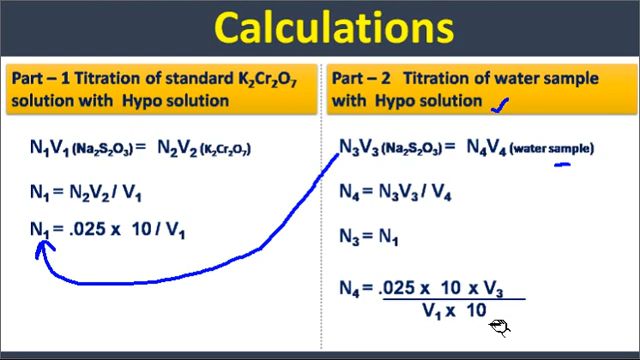 Calculations
Part – 1 Titration of standard K₂Cr₂O₇
solution with Hypo solution
N₁V₁ (Na₂S₂O₃) = N₂V₂ (K₂Cr₂O₇)
N₁ = N₂V₂ / V₁
N₁ = .025 x 10 / V₁
Part – 2 Titration of water sample
with Hypo solution
N₃V₃ (Na₂S₂O₃) = N₄V₄ (water sample)
N₄ = N₃V₃ / V₄
N₃ = N₁
N₄ = .025 x 10 x V₃
V₁ x 10